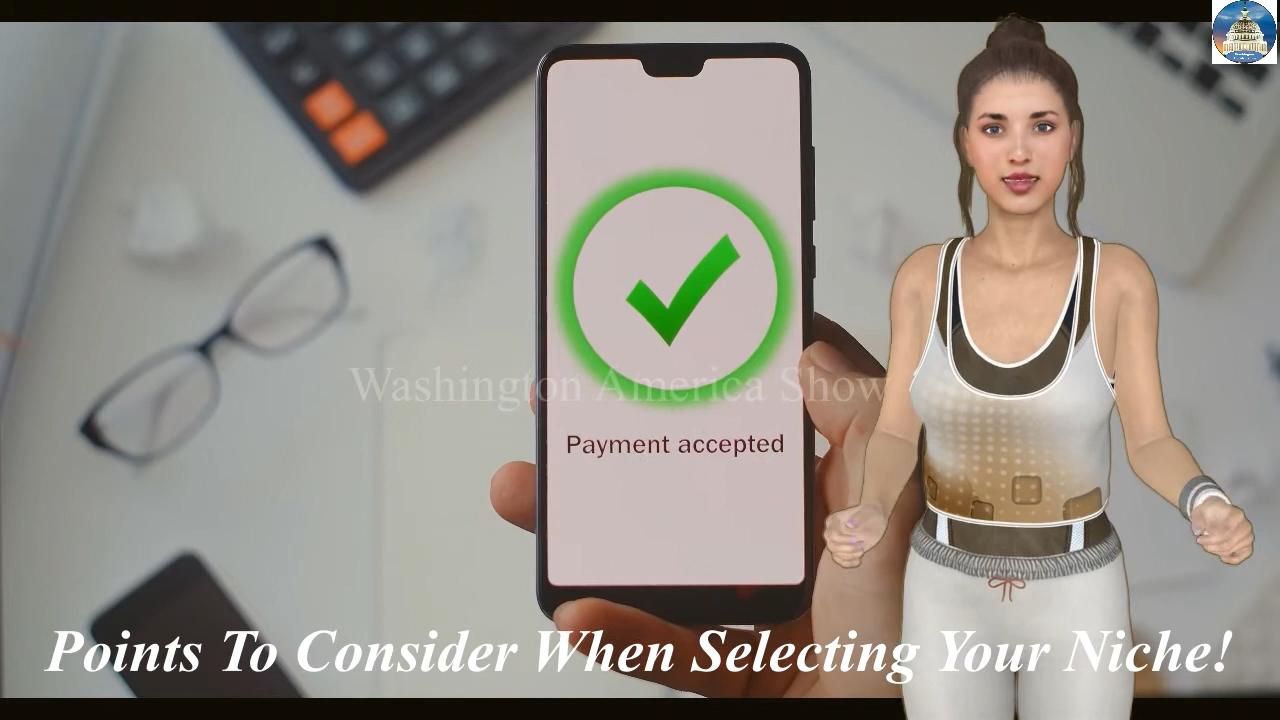 Washington America Show
Payment accepted
Points To Consider When Selecting Your Niche!